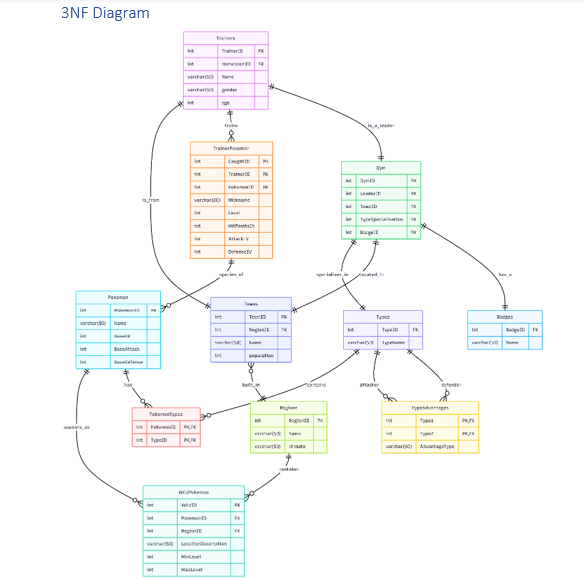 3NF Diagram
Trainers
int TrainerID PK
int HometownID FK
varchar(50) Name
varchar(50) gender
int age
trains
is_a_leader
TrainerPokemon
int CaughtID PK
int TrainerID FK
int PokemonID FK
varchar(50) Nickname
int Level
int HitPointsIV
int AttackIV
int DefenseIV
Gym
int GymID PK
int LeaderID FK
int TownID FK
int TypeSpecialisation FK
int BadgeID FK
is_from
species_of
specialises_in
located_in
has_a
Pokemon
int PokemonID PK
varchar(50) Name
int BaseHP
int BaseAttack
int BaseDefense
Towns
int TownID PK
int RegionID FK
varchar(50) Name
int population
Types
int TypeID PK
varchar(50) typeName
Badges
int BadgeID PK
varchar(50) Name
has
built_in
contains
attacker
defender
PokemonTypes
int PokemonID PK,FK
int TypeID PK,FK
Regions
int RegionID PK
varchar(50) Name
varchar(50) climate
TypeAdvantages
int Type1 PK,FK
int Type2 PK,FK
varchar(50) AdvantageType
appears_as
contains
WildPokemon
int WildID PK
int PokemonID FK
int RegionID FK
varchar(50) LocationDescription
int MinLevel
int MaxLevel